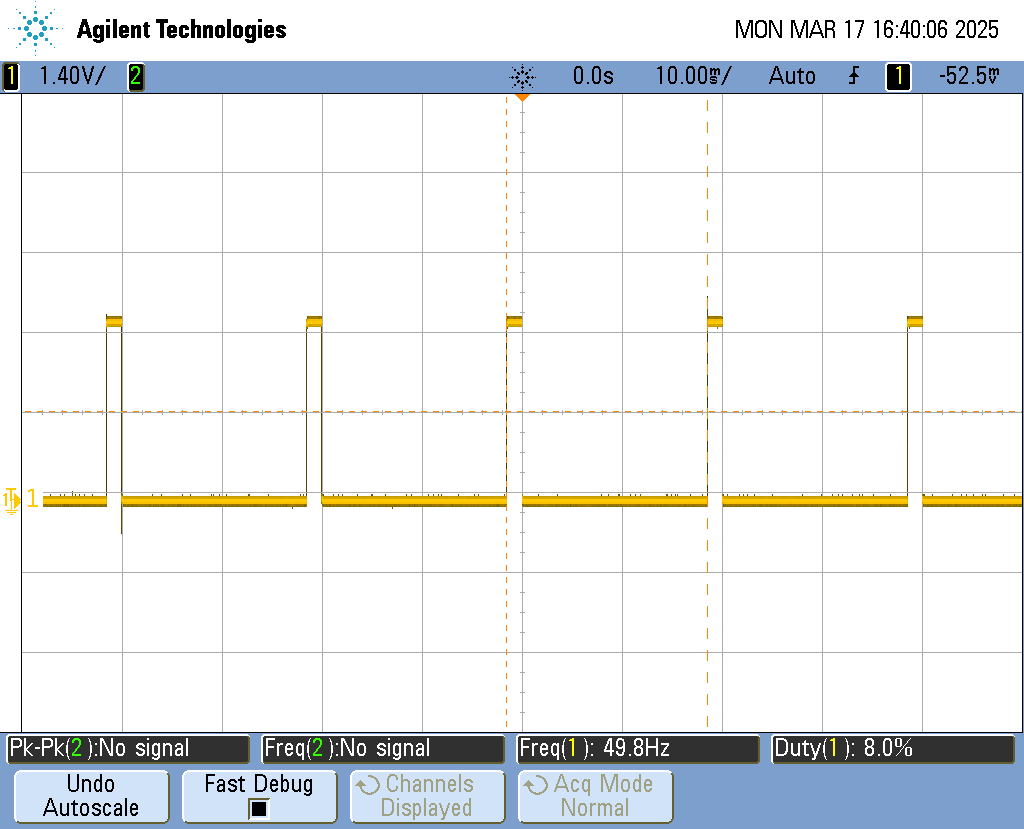 Agilent Technologies MON MAR 17 16:40:06 2025
1 1.40V/ 2 0.0s 10.00ms/ Auto 1 -52.5mV
1
Pk-Pk(2):No signal Freq(2):No signal Freq(1): 49.8Hz Duty(1): 8.0%
Undo Autoscale
Fast Debug
Channels Displayed
Acq Mode Normal